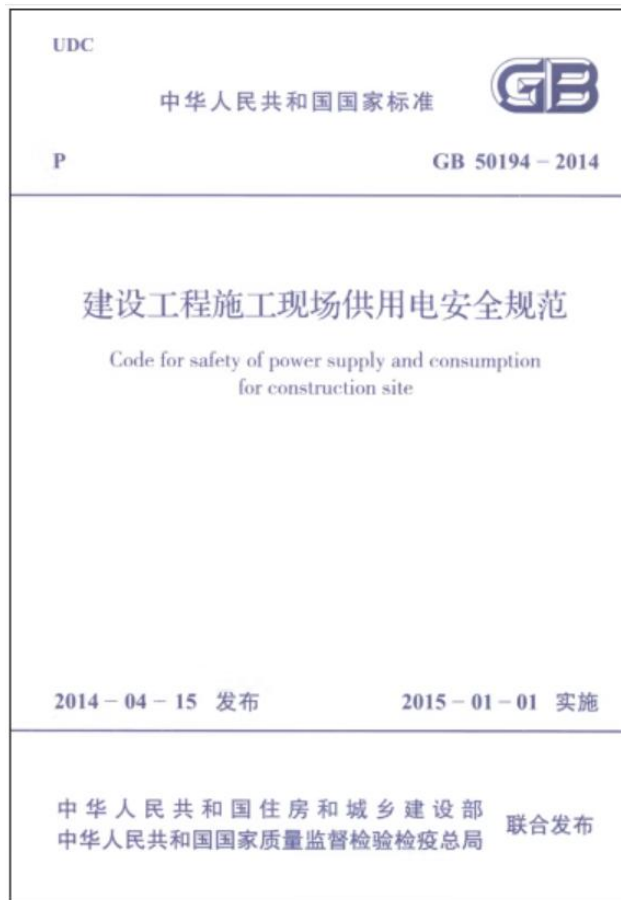 UDC
中华人民共和国国家标准
GB
P
GB 50194－2014
建设工程施工现场供用电安全规范
Code for safety of power supply and consumption
for construction site
2014－04－15 发布
2015－01－01 实施
中华人民共和国住房和城乡建设部
中华人民共和国国家质量监督检验检疫总局
联合发布